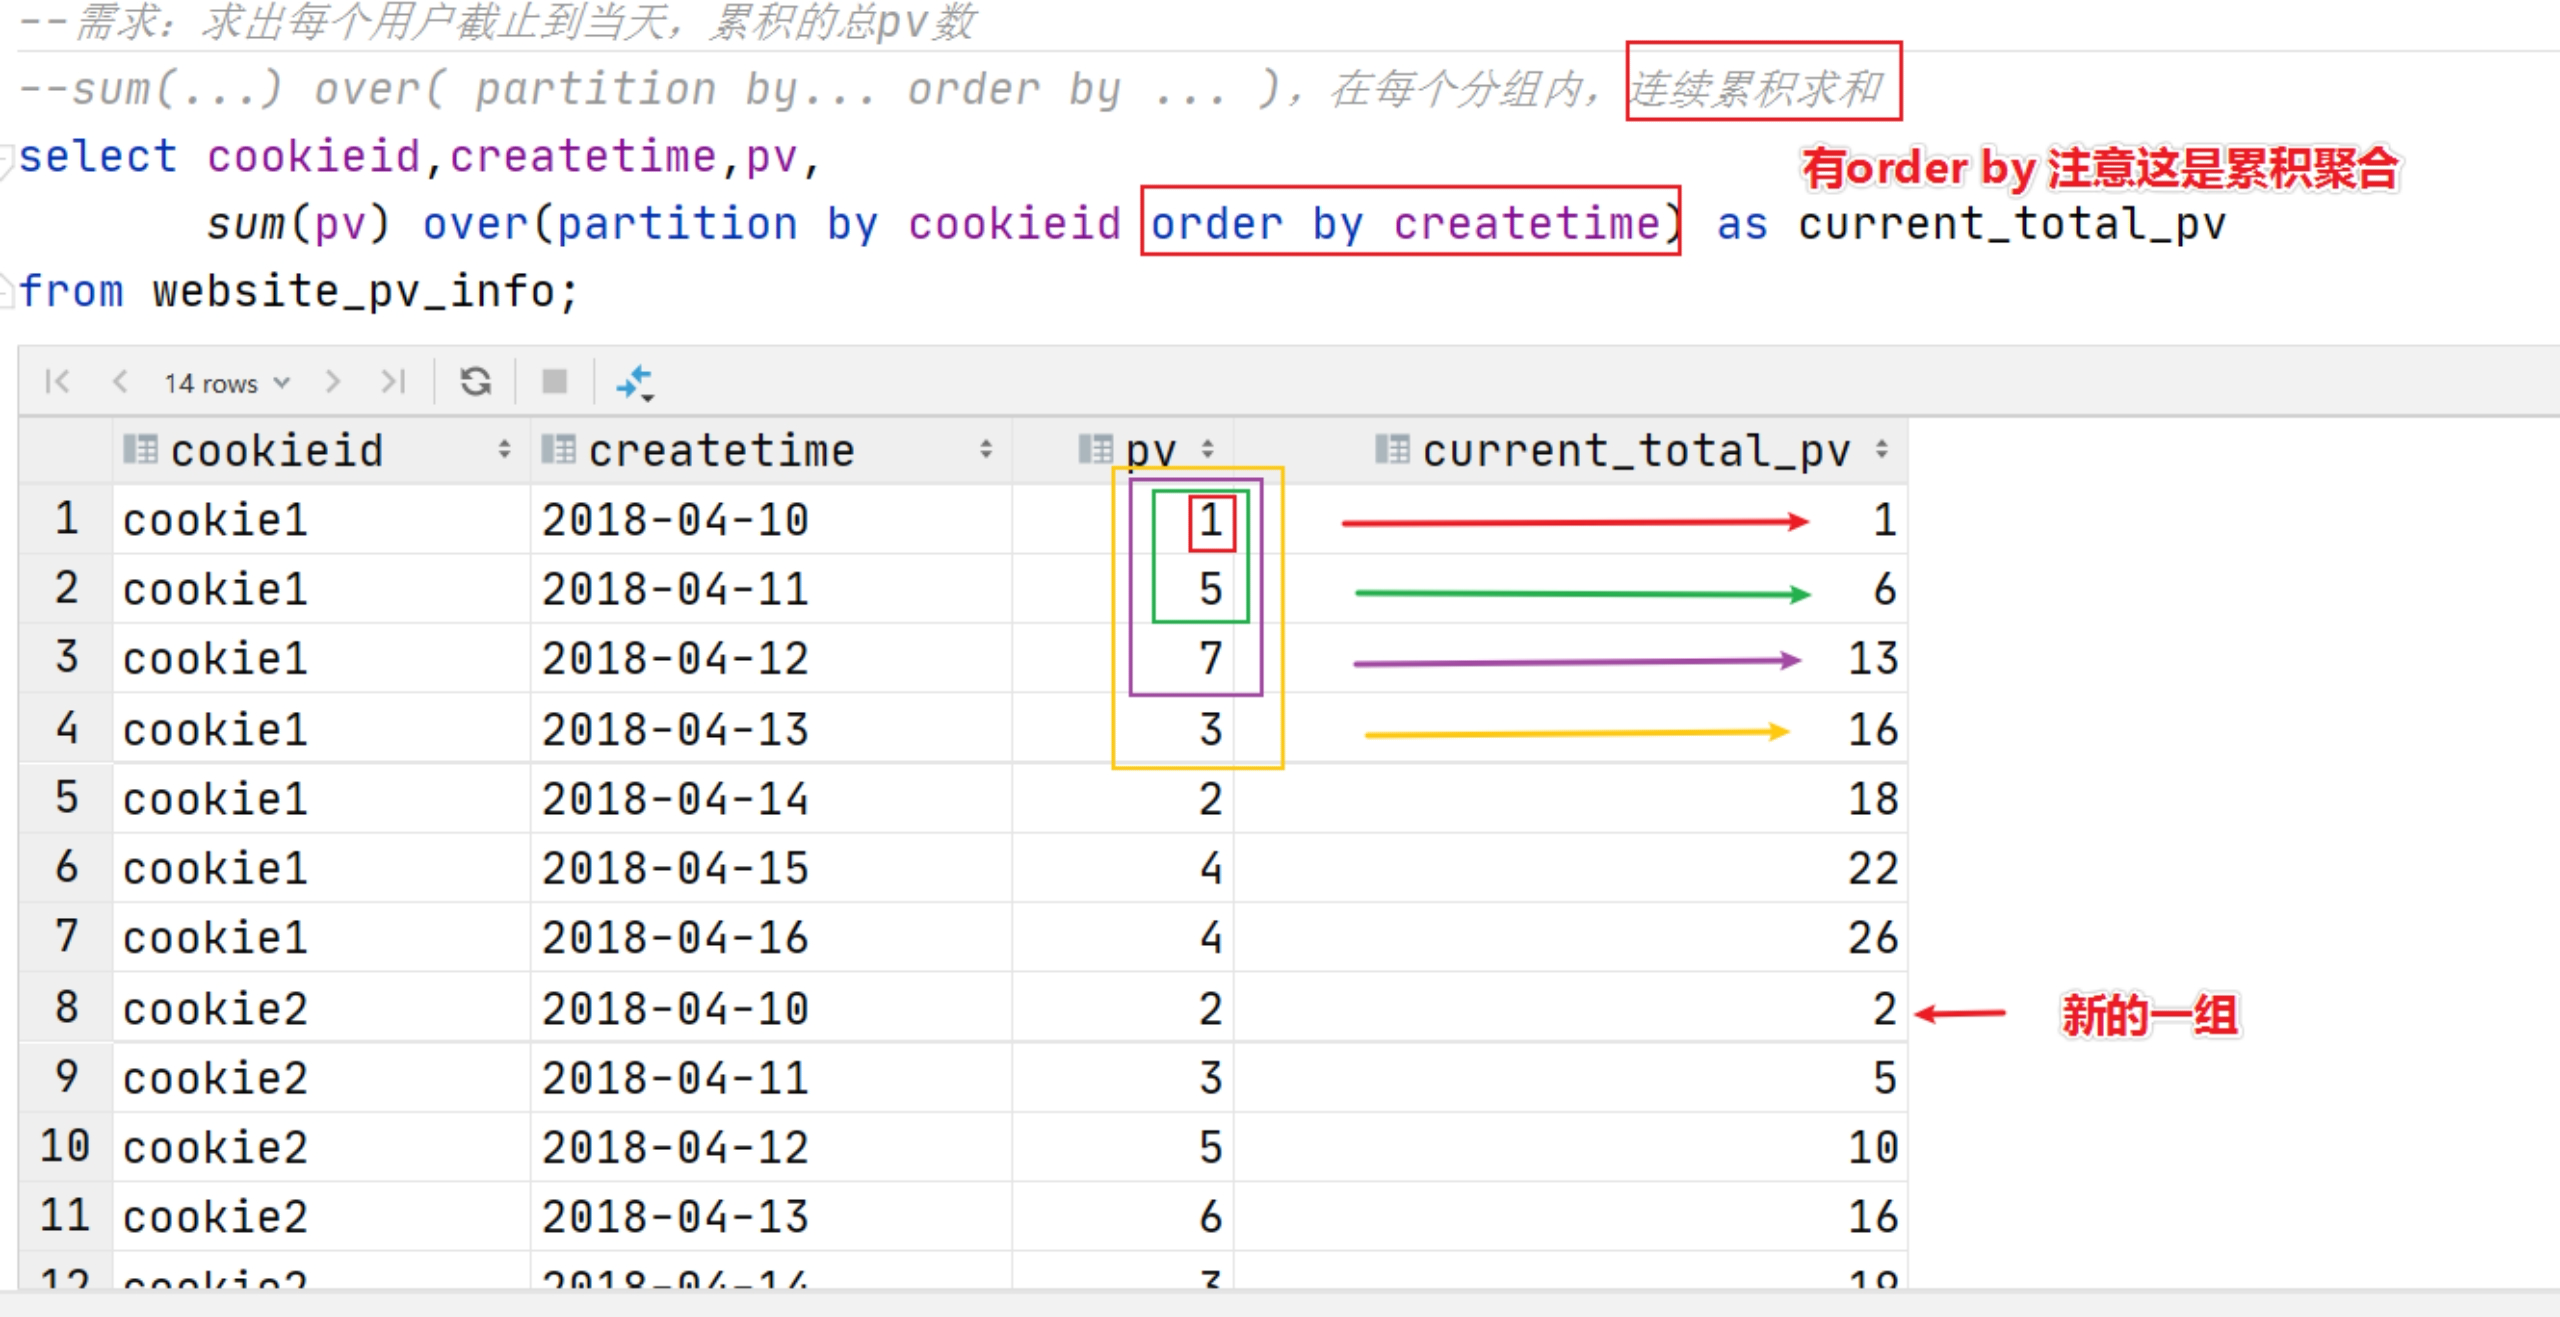 --需求：求出每个用户截止到当天，累积的总pv数
--sum(...) over( partition by... order by ... )，在每个分组内，连续累积求和
select cookieid,createtime,pv,
有order by 注意这是累积聚合
sum(pv) over(partition by cookieid order by createtime) as current_total_pv
from website_pv_info;
14 rows
cookieid createtime pv current_total_pv
1 cookie1 2018-04-10 1 1
2 cookie1 2018-04-11 5 6
3 cookie1 2018-04-12 7 13
4 cookie1 2018-04-13 3 16
5 cookie1 2018-04-14 2 18
6 cookie1 2018-04-15 4 22
7 cookie1 2018-04-16 4 26
8 cookie2 2018-04-10 2 2 新的一组
9 cookie2 2018-04-11 3 5
10 cookie2 2018-04-12 5 10
11 cookie2 2018-04-13 6 16
12 cookie2 2018-04-14 3 19